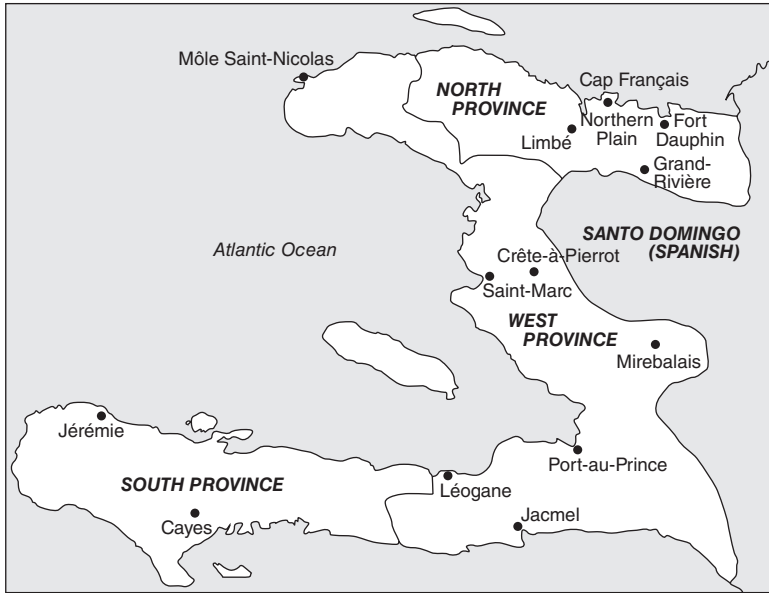 Môle Saint-Nicolas
NORTH
PROVINCE
Cap Français
Northern
Plain
Fort
Dauphin
Limbé
Grand-
Rivière
SANTO DOMINGO
(SPANISH)
Atlantic Ocean
Crête-à-Pierrot
Saint-Marc
WEST
PROVINCE
Mirebalais
Jérémie
Port-au-Prince
SOUTH PROVINCE
Léogane
Cayes
Jacmel